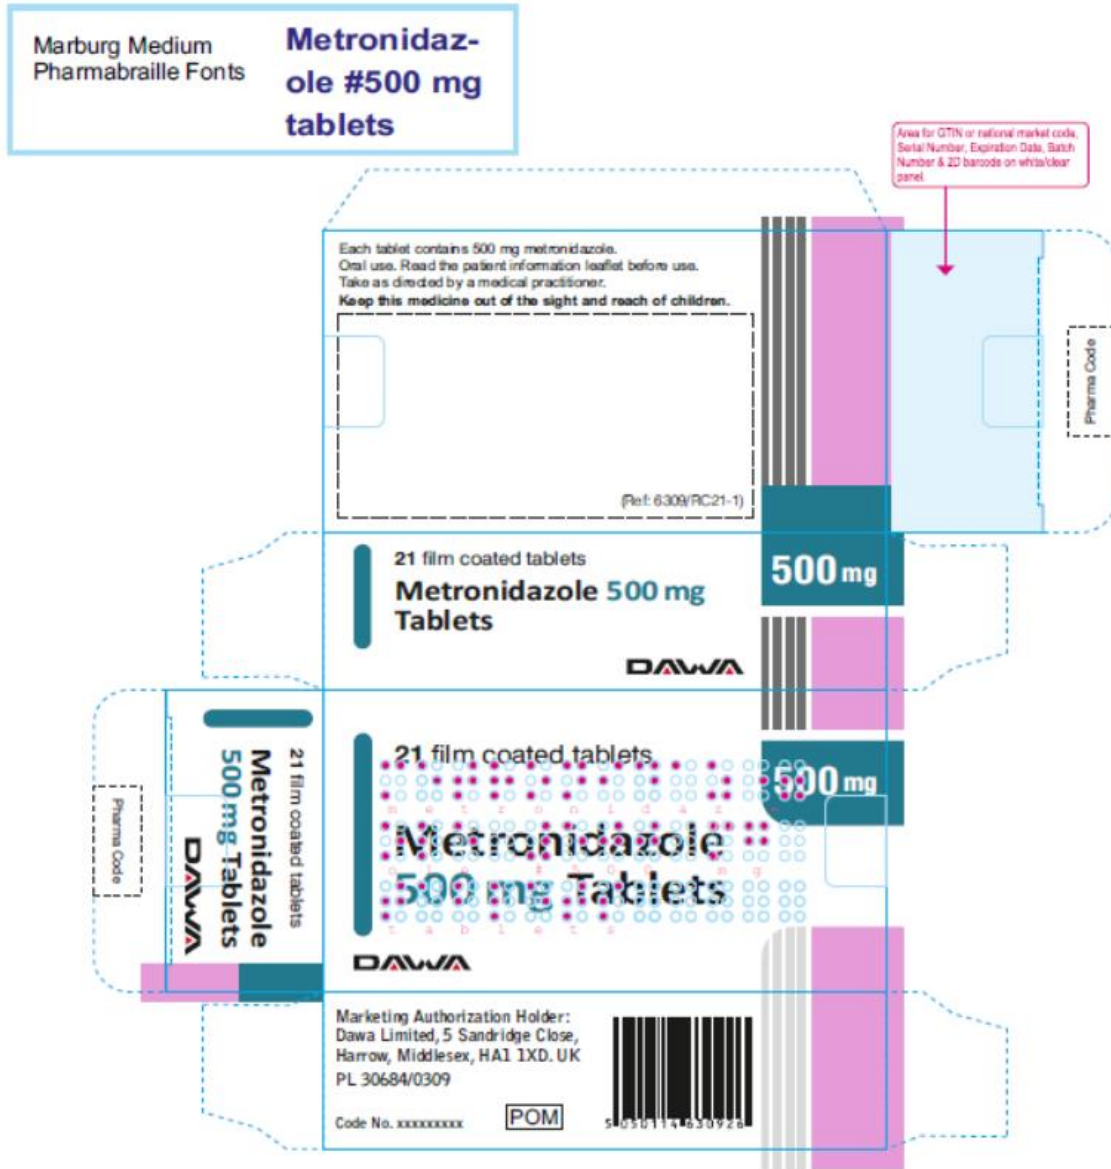 Marburg Medium
Pharmabraille Fonts
Metronidaz-
ole #500 mg
tablets
Area for GTIN or national market code,
Serial Number, Expiration Date, Batch
Number & 2D barcode on white/clear
panel.
Each tablet contains 500 mg metronidazole.
Oral use. Read the patient information leaflet before use.
Take as directed by a medical practitioner.
Keep this medicine out of the sight and reach of children.
(Ref: 6309/RC21-1)
Pharma Code
21 film coated tablets
Metronidazole 500 mg
Tablets
500 mg
DAWA
21 film coated tablets
Metronidazole
500 mg Tablets
DAWA
Pharma Code
21 film coated tablets
500 mg
m e t r o n i d a z -
Metronidazole
o l e # 5 0 0 m g
500 mg Tablets
t a b l e t s
DAWA
Marketing Authorization Holder:
Dawa Limited, 5 Sandridge Close,
Harrow, Middlesex, HA1 1XD. UK
PL 30684/0309
Code No. xxxxxxxxx
POM
5 050114 630926